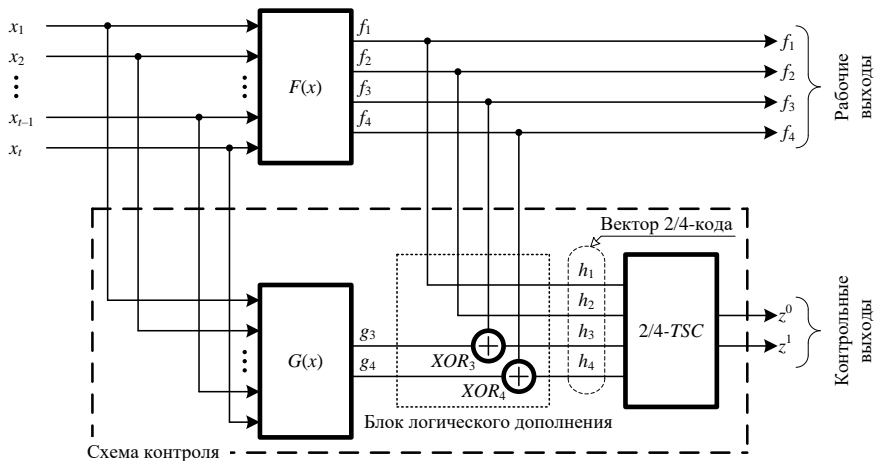 x1
x2
xt–1
xt
F(x)
f1
f2
f3
f4
f1
f2
f3
f4
Рабочие
выходы
Вектор 2/4-кода
G(x)
g3
g4
XOR3
XOR4
h1
h2
h3
h4
2/4-TSC
z0
z1
Контрольные
выходы
Блок логического дополнения
Схема контроля